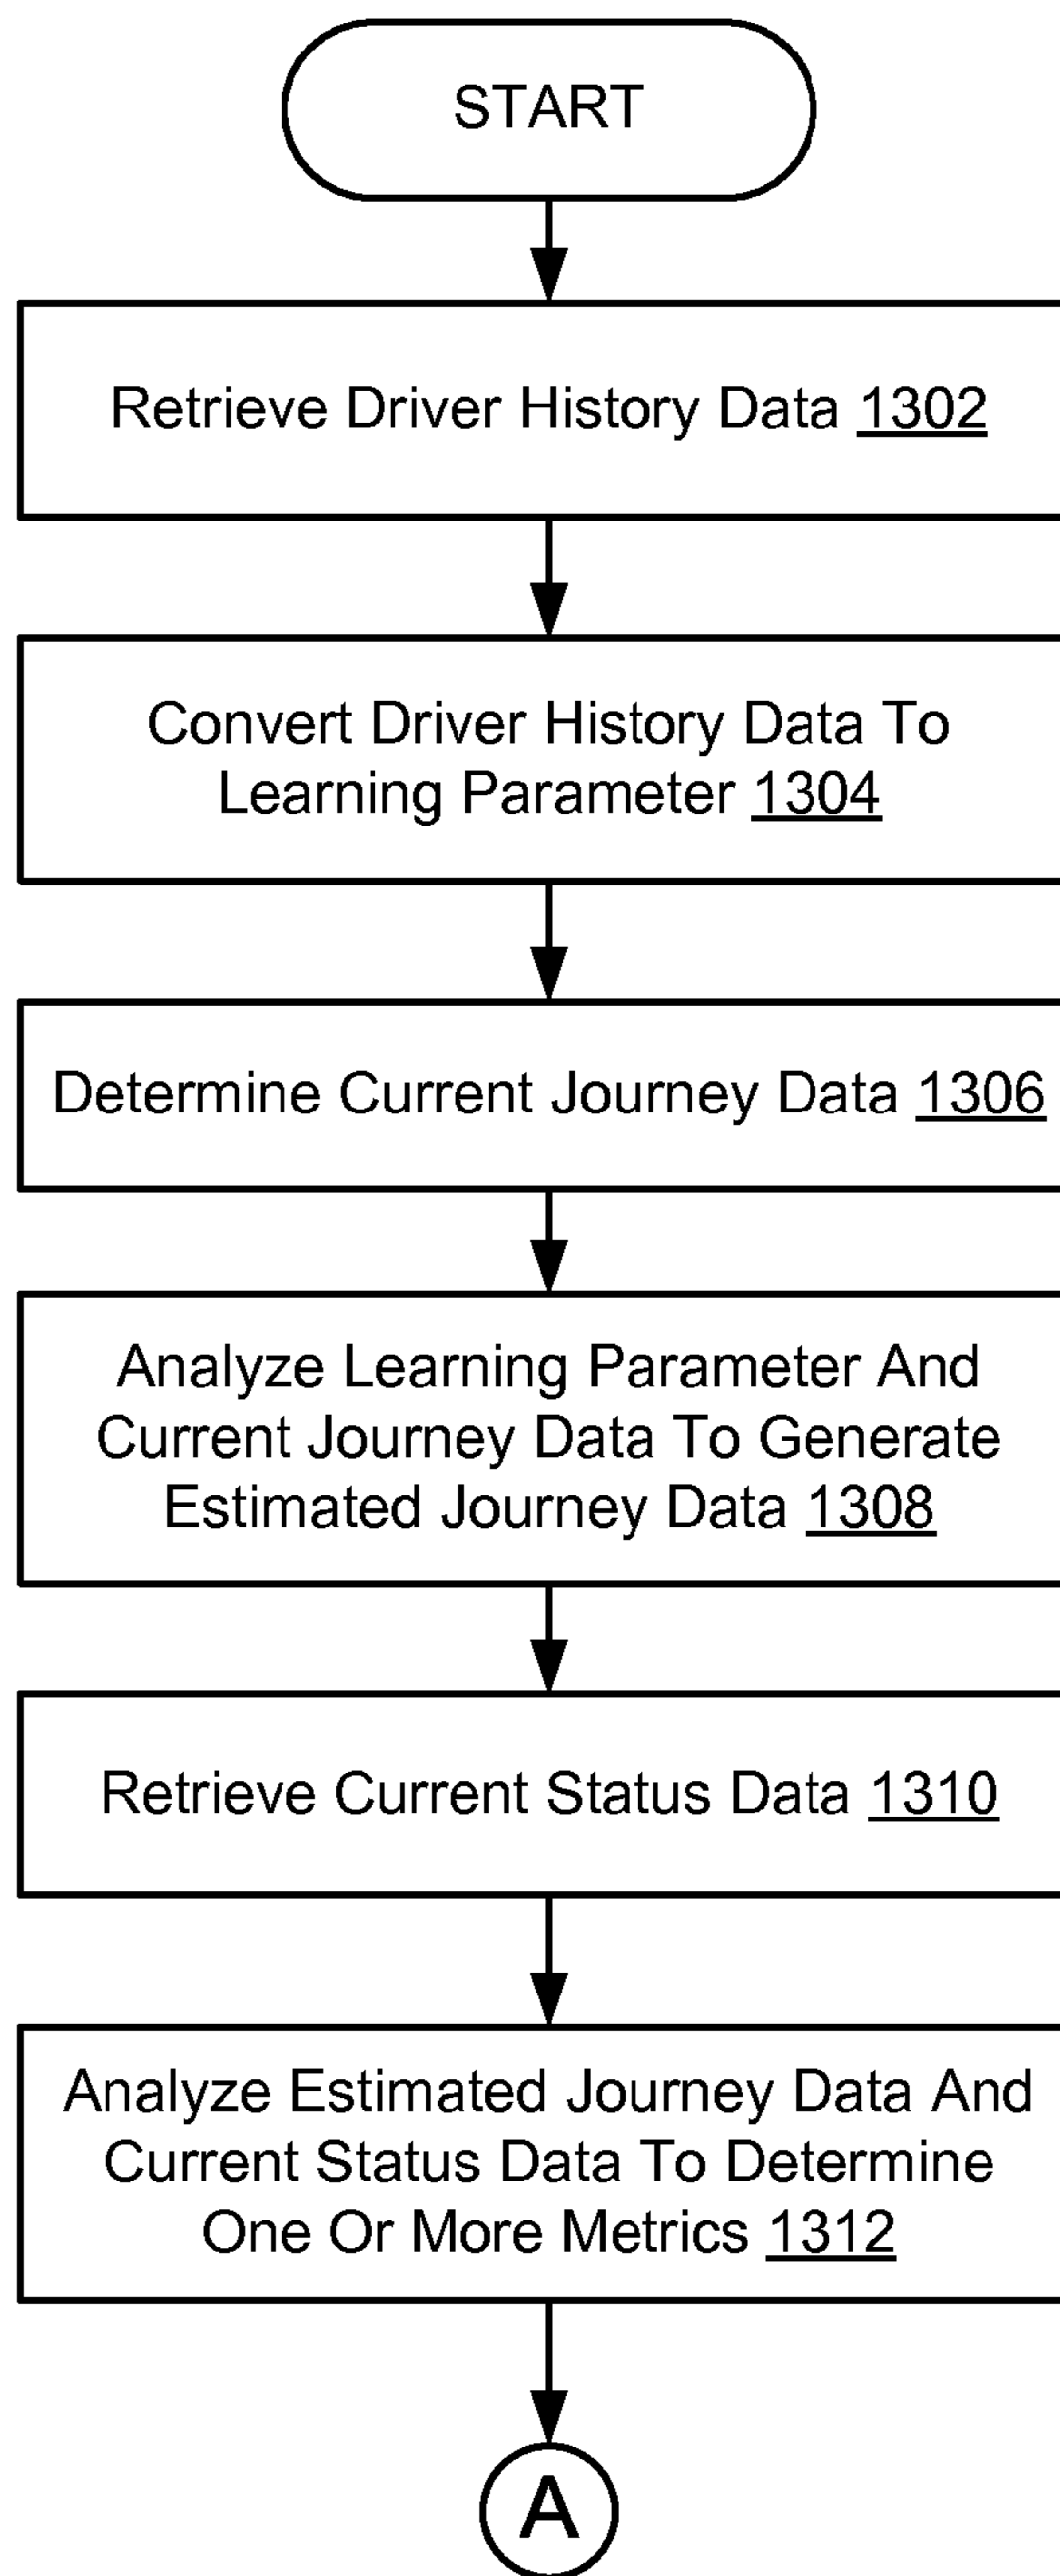 START
Retrieve Driver History Data 1302
Convert Driver History Data To
Learning Parameter 1304
Determine Current Journey Data 1306
Analyze Learning Parameter And
Current Journey Data To Generate
Estimated Journey Data 1308
Retrieve Current Status Data 1310
Analyze Estimated Journey Data And
Current Status Data To Determine
One Or More Metrics 1312
A